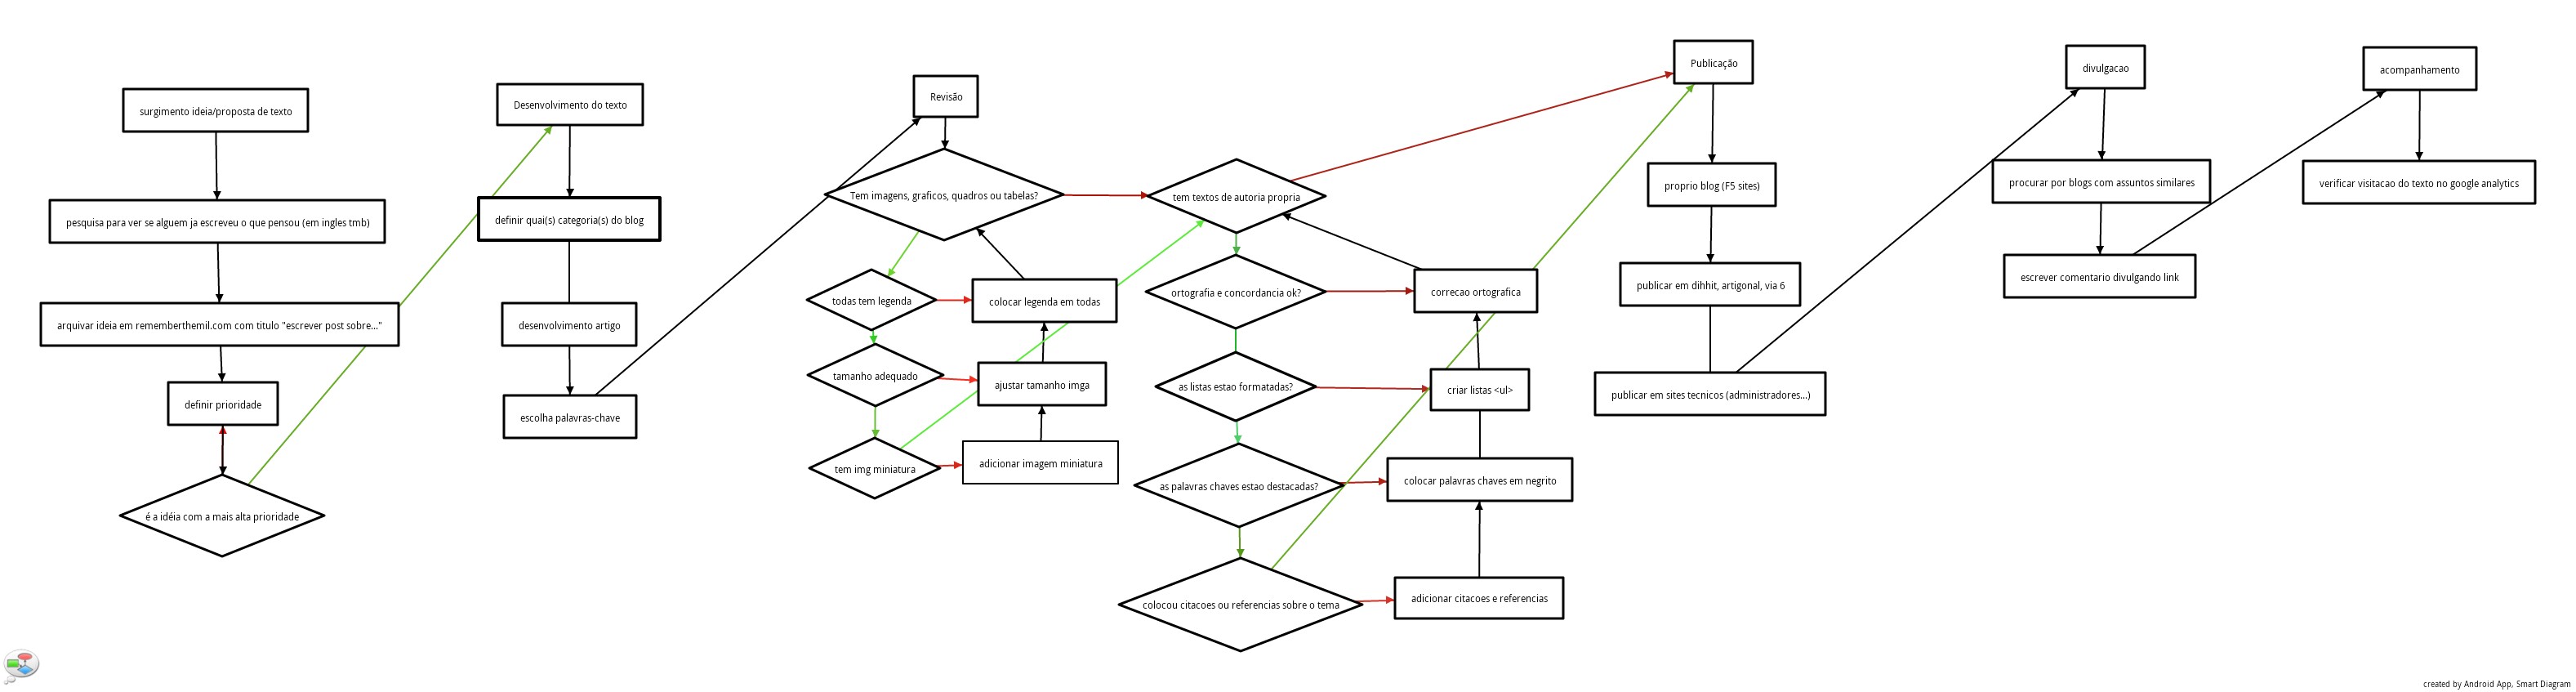 surgimento ideia/proposta de texto
pesquisa para ver se alguem ja escreveu o que pensou (em ingles tmb)
arquivar ideia em rememberthemil.com com titulo "escrever post sobre..."
definir prioridade
é a idéia com a mais alta prioridade
Desenvolvimento do texto
definir quai(s) categoria(s) do blog
desenvolvimento artigo
escolha palavras-chave
Revisão
Tem imagens, graficos, quadros ou tabelas?
todas tem legenda
colocar legenda em todas
tamanho adequado
ajustar tamanho imga
tem img miniatura
adicionar imagem miniatura
tem textos de autoria propria
ortografia e concordancia ok?
correcao ortografica
as listas estao formatadas?
criar listas <ul>
as palavras chaves estao destacadas?
colocar palavras chaves em negrito
colocou citacoes ou referencias sobre o tema
adicionar citacoes e referencias
Publicação
proprio blog (F5 sites)
publicar em dihhit, artigonal, via 6
publicar em sites tecnicos (administradores...)
divulgacao
procurar por blogs com assuntos similares
escrever comentario divulgando link
acompanhamento
verificar visitacao do texto no google analytics
created by Android App, Smart Diagram